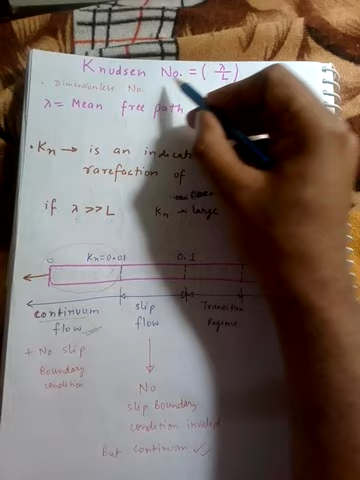 Knudsen No. = (λ/L)
· Dimensionless No.
λ = Mean free path
· Kn → is an
rarefaction of
if λ >> L Kn → large
0 Kn=0.01 0.1
continuum flow slip flow Transition Regime
+ No slip
Boundary
condition
No
slip Boundary
condition invalid
But continuum ✓